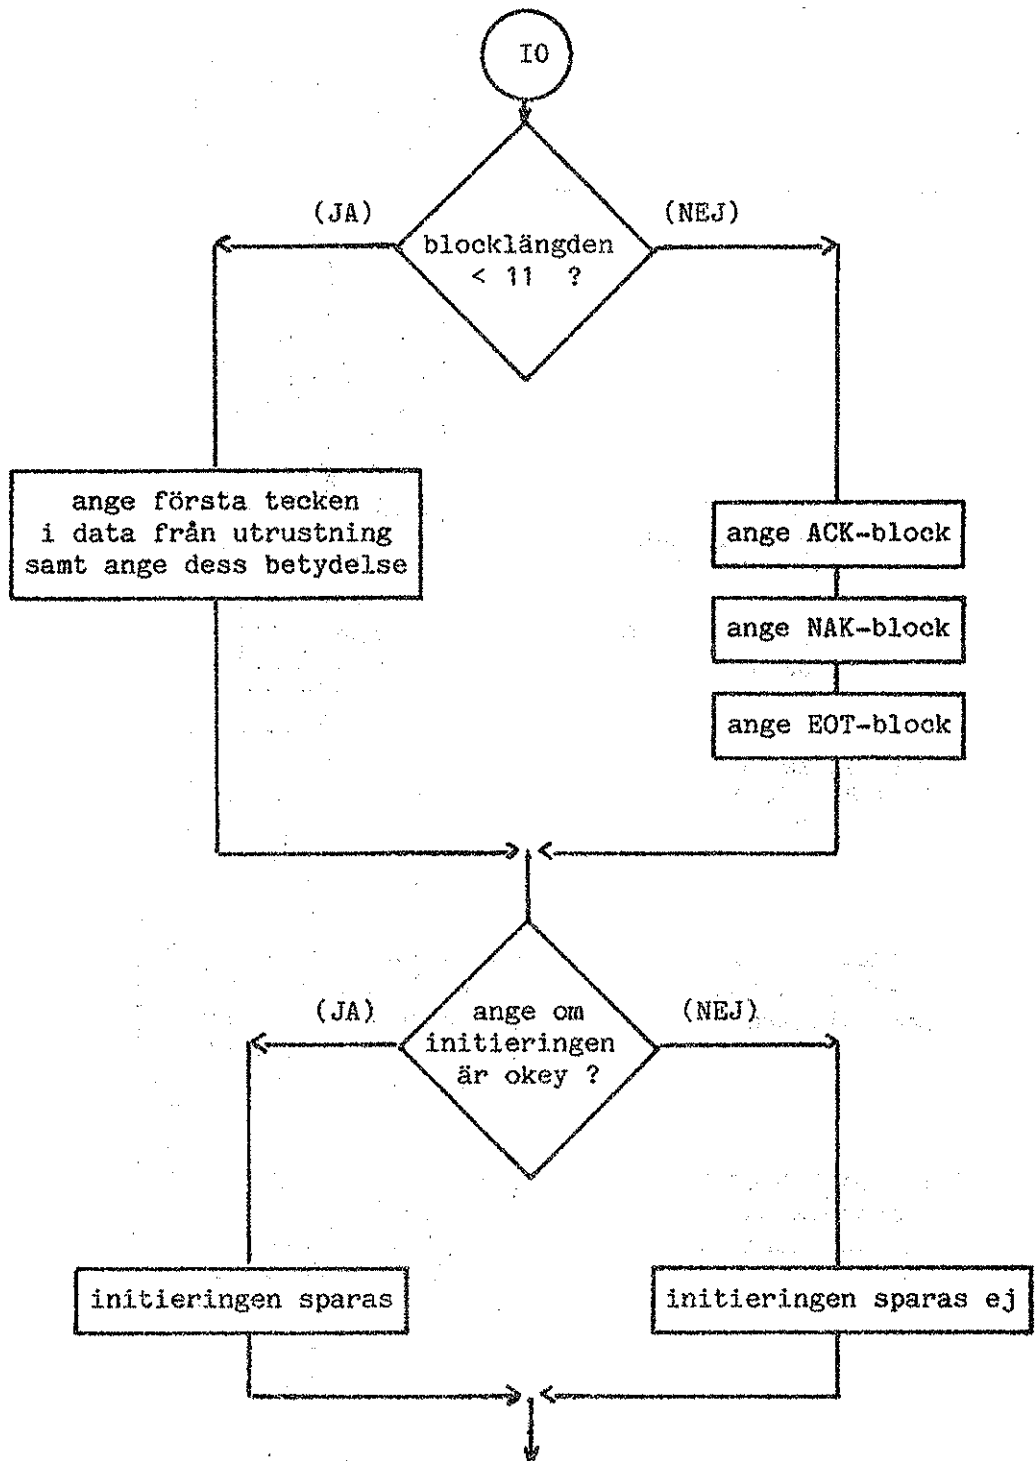 IO
(JA)
(NEJ)
blocklängden
< 11 ?
ange första tecken
i data från utrustning
samt ange dess betydelse
ange ACK-block
ange NAK-block
ange EOT-block
(JA)
(NEJ)
ange om
initieringen
är okey ?
initieringen sparas
initieringen sparas ej